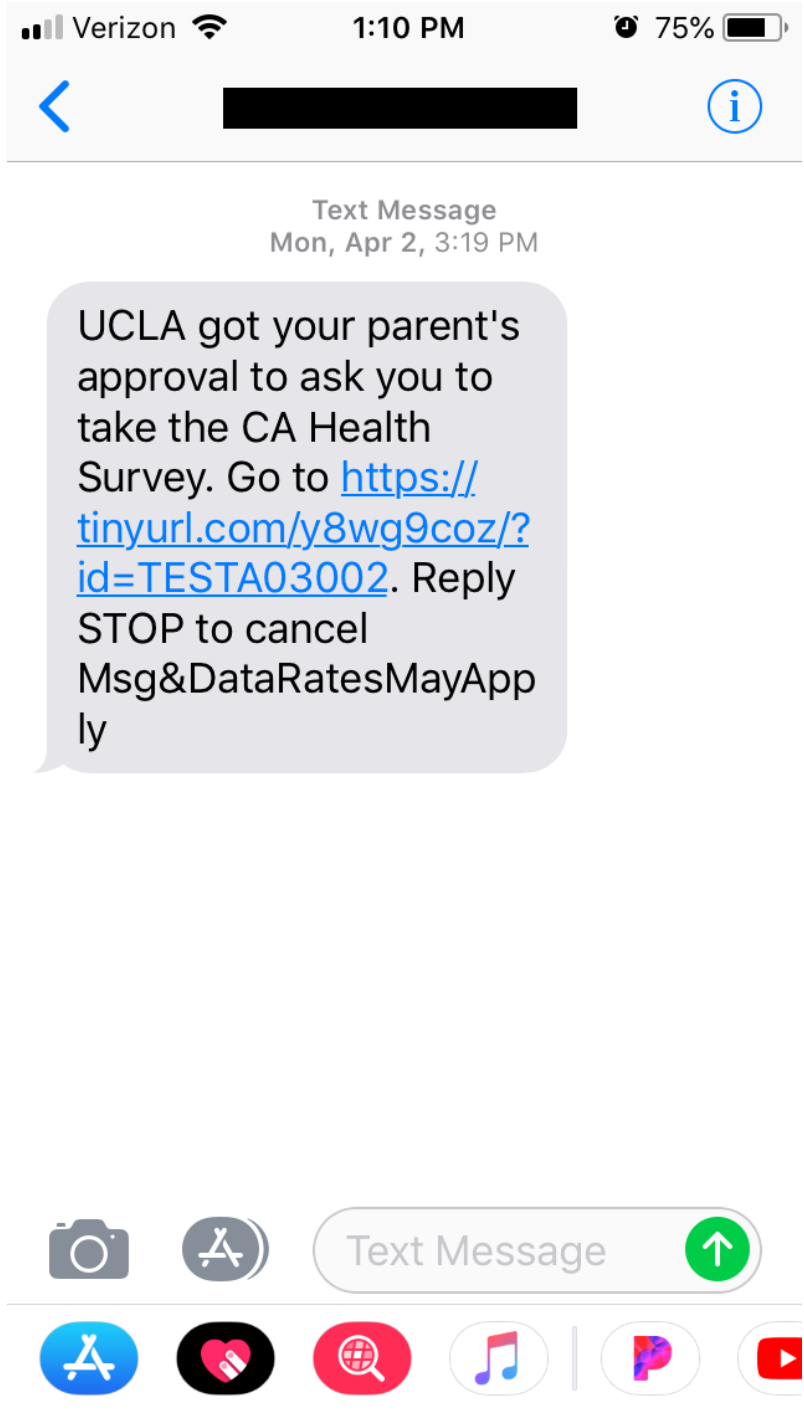 Verizon 1:10 PM 75%
Text Message
Mon, Apr 2, 3:19 PM
UCLA got your parent's
approval to ask you to
take the CA Health
Survey. Go to https://
tinyurl.com/y8wg9coz/?
id=TESTA03002. Reply
STOP to cancel
Msg&DataRatesMayApp
ly
Text Message